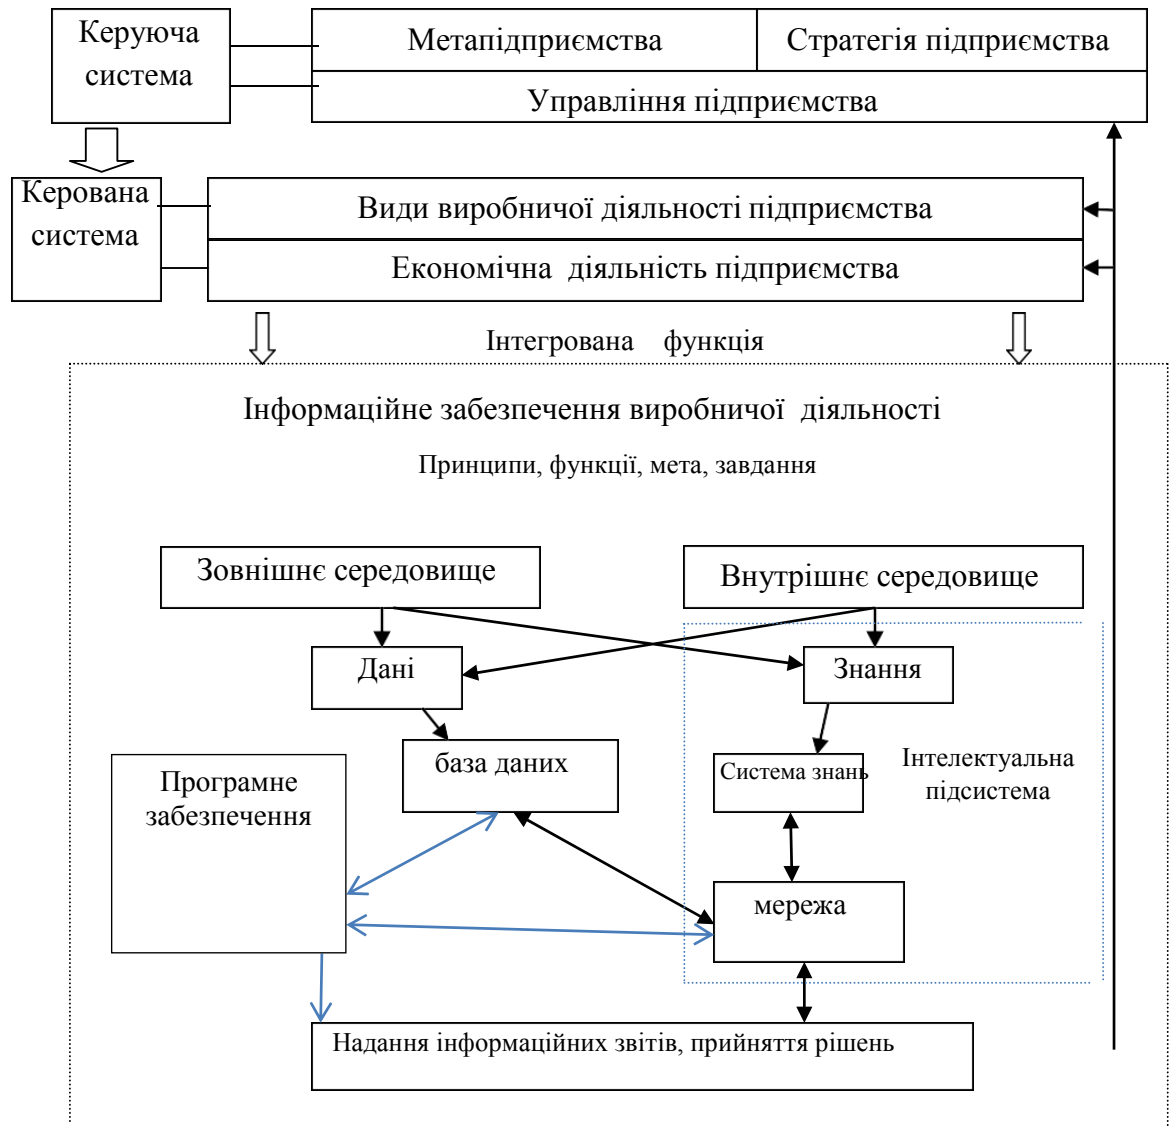 Керуюча
система
Метапідприємства
Стратегія підприємства
Управління підприємства
Керована
система
Види виробничої діяльності підприємства
Економічна діяльність підприємства
Інтегрована функція
Інформаційне забезпечення виробничої діяльності
Принципи, функції, мета, завдання
Зовнішнє середовище
Внутрішнє середовище
Дані
Знання
база даних
Система знань
Інтелектуальна
підсистема
Програмне
забезпечення
мережа
Надання інформаційних звітів, прийняття рішень